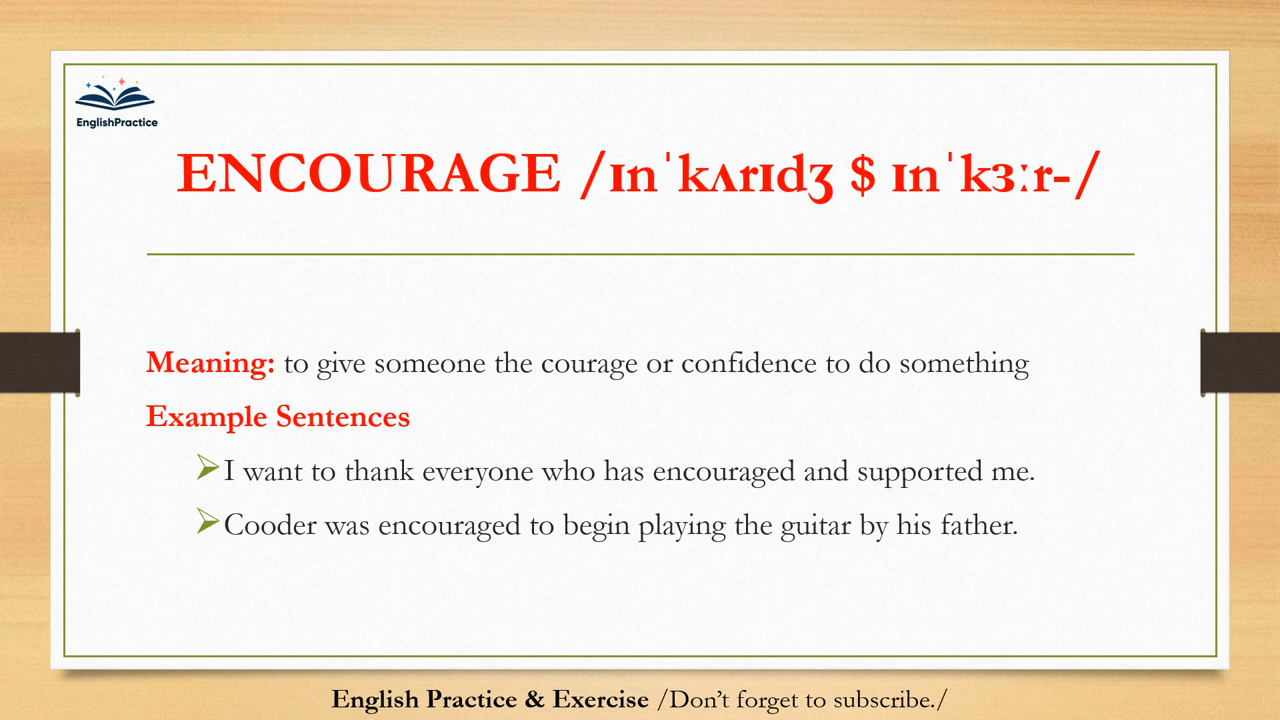 EnglishPractice
ENCOURAGE /ɪnˈkʌrɪdʒ $ ɪnˈkɜːr-/
Meaning: to give someone the courage or confidence to do something
Example Sentences
➢I want to thank everyone who has encouraged and supported me.
➢Cooder was encouraged to begin playing the guitar by his father.
English Practice & Exercise /Don’t forget to subscribe./